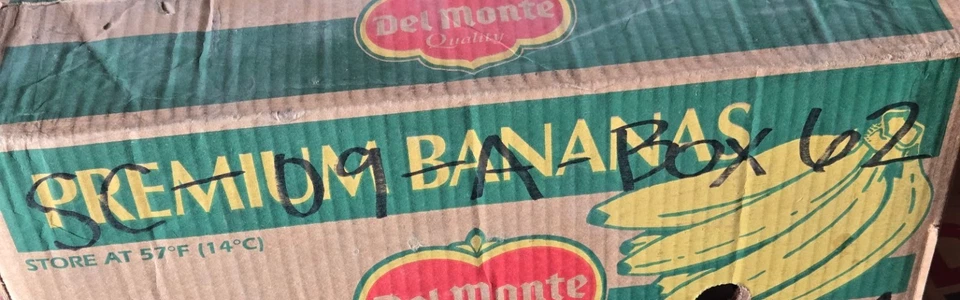 Del Monte
Quality
PREMIUM BANANAS
SC-09-A-Box 62
STORE AT 57°F (14°C)
Del Monte